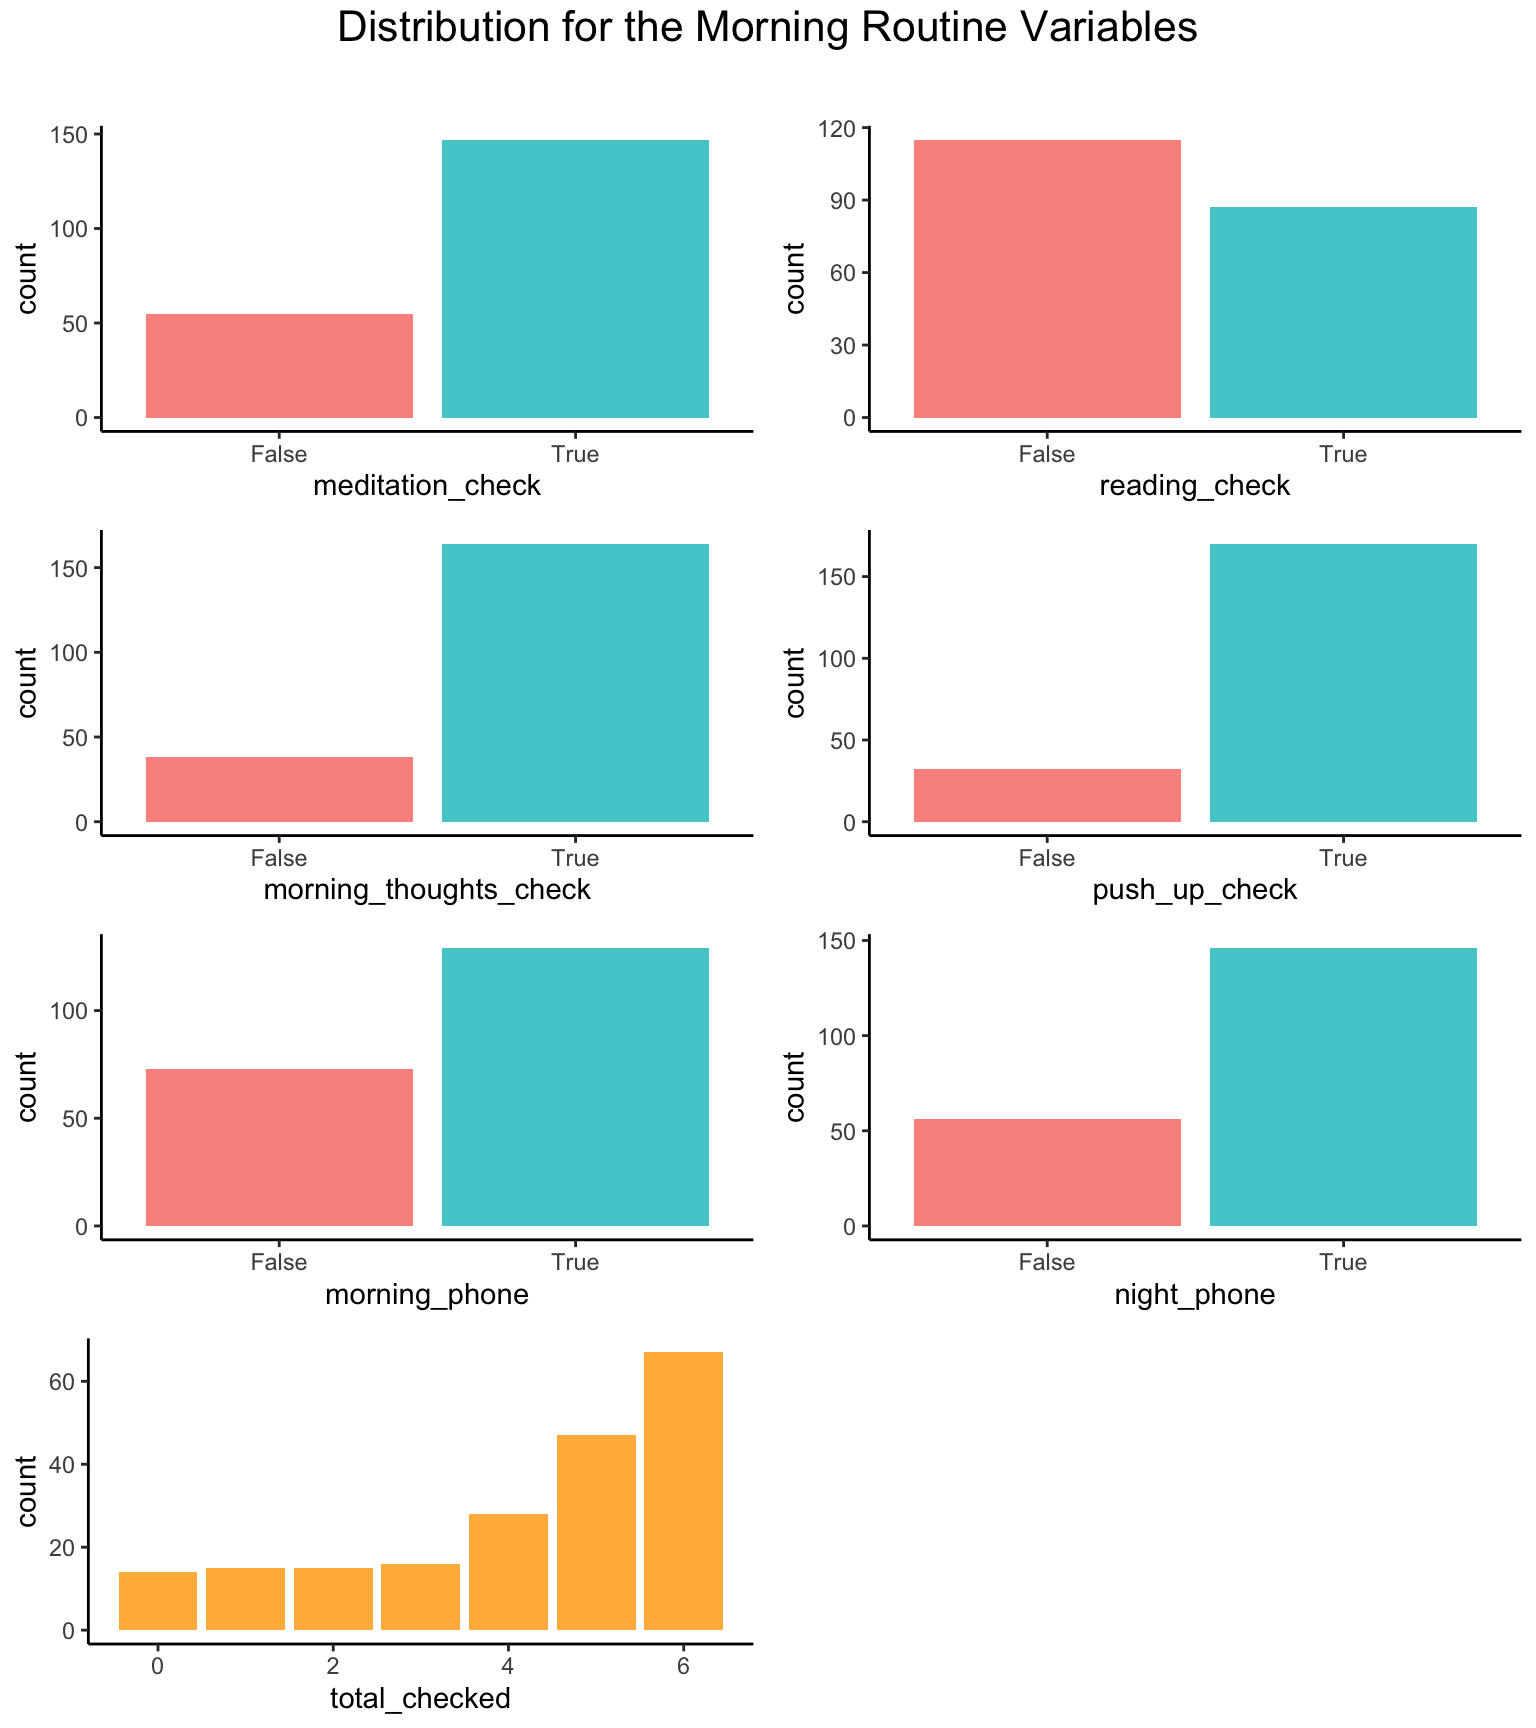 Distribution for the Morning Routine Variables
150
100
50
0
count
False True
meditation_check
120
90
60
30
0
count
False True
reading_check
150
100
50
0
count
False True
morning_thoughts_check
150
100
50
0
count
False True
push_up_check
100
50
0
count
False True
morning_phone
150
100
50
0
count
False True
night_phone
60
40
20
0
count
0 2 4 6
total_checked